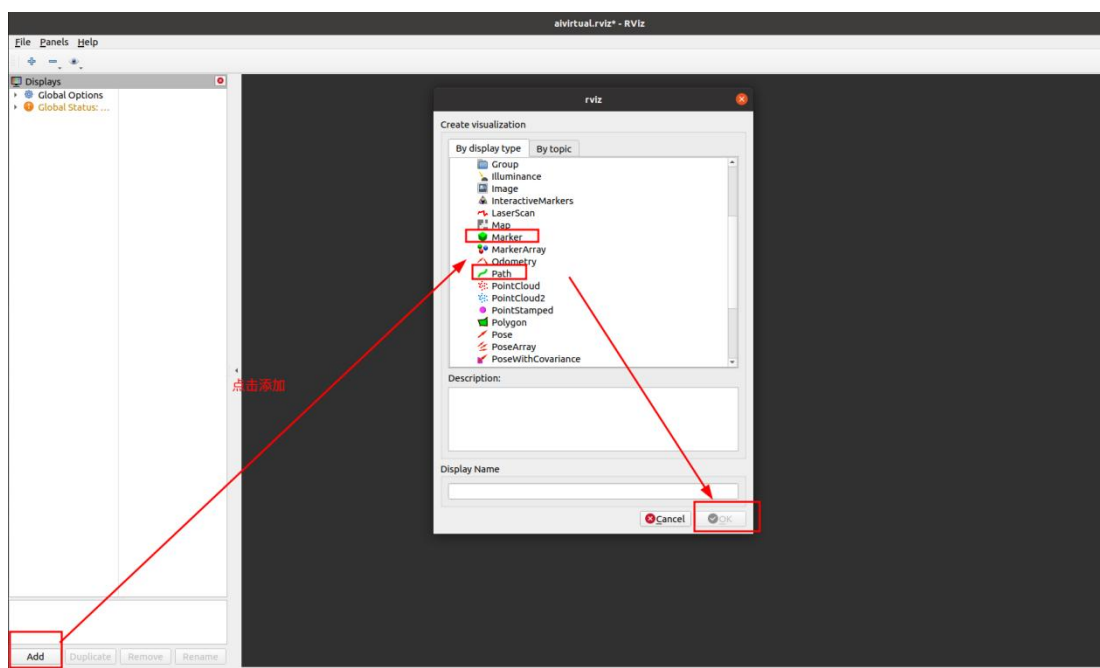 aivirtual.rviz* - RViz
File Panels Help
Displays
Global Options
Global Status: ...
rviz
Create visualization
By display type By topic
Group
Illuminance
Image
InteractiveMarkers
LaserScan
Map
Marker
MarkerArray
Odometry
Path
PointCloud
PointCloud2
PointStamped
Polygon
Pose
PoseArray
PoseWithCovariance
点击添加
Description:
Display Name
Cancel OK
Add Duplicate Remove Rename